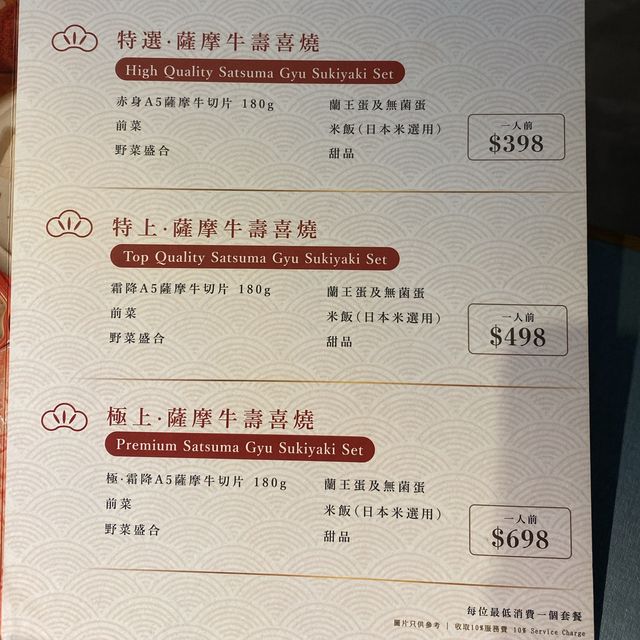 特選·薩摩牛壽喜燒
High Quality Satsuma Gyu Sukiyaki Set
赤身A5薩摩牛切片 180g
前菜
野菜盛合
蘭王蛋及無菌蛋
米飯(日本米選用)
甜品
一人前
$398
特上·薩摩牛壽喜燒
Top Quality Satsuma Gyu Sukiyaki Set
霜降A5薩摩牛切片 180g
前菜
野菜盛合
蘭王蛋及無菌蛋
米飯(日本米選用)
甜品
一人前
$498
極上·薩摩牛壽喜燒
Premium Satsuma Gyu Sukiyaki Set
極·霜降A5薩摩牛切片 180g
前菜
野菜盛合
蘭王蛋及無菌蛋
米飯(日本米選用)
甜品
一人前
$698
每位最低消費一個套餐
圖片只供參考 | 收取10%服務費 10% Service Charge